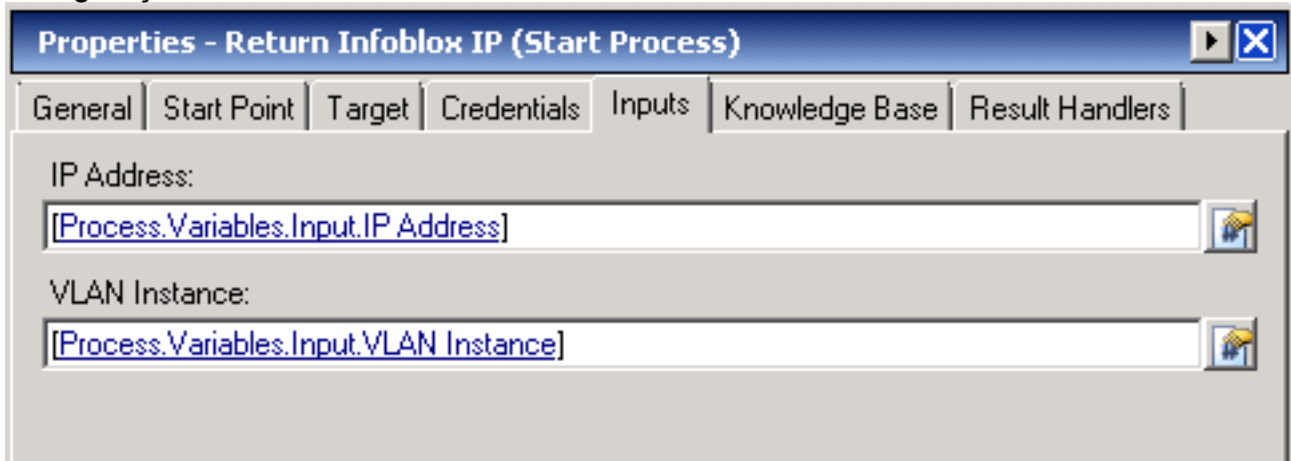 Properties - Return Infoblox IP (Start Process)
General Start Point Target Credentials Inputs Knowledge Base Result Handlers
IP Address:
[Process.Variables.Input.IP Address]
VLAN Instance:
[Process.Variables.Input.VLAN Instance]